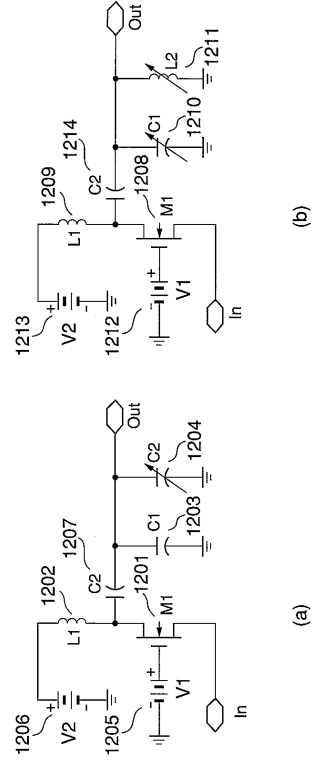 1206
1202
1207
Out
L1
C2
V2
1201
C1
1203
C2
1204
M1
1205
V1
In
+
-
-
+
(a)
1213
1209
1214
Out
L1
C2
V2
1208
C1
1210
L2
1211
M1
1212
V1
In
+
-
-
+
(b)